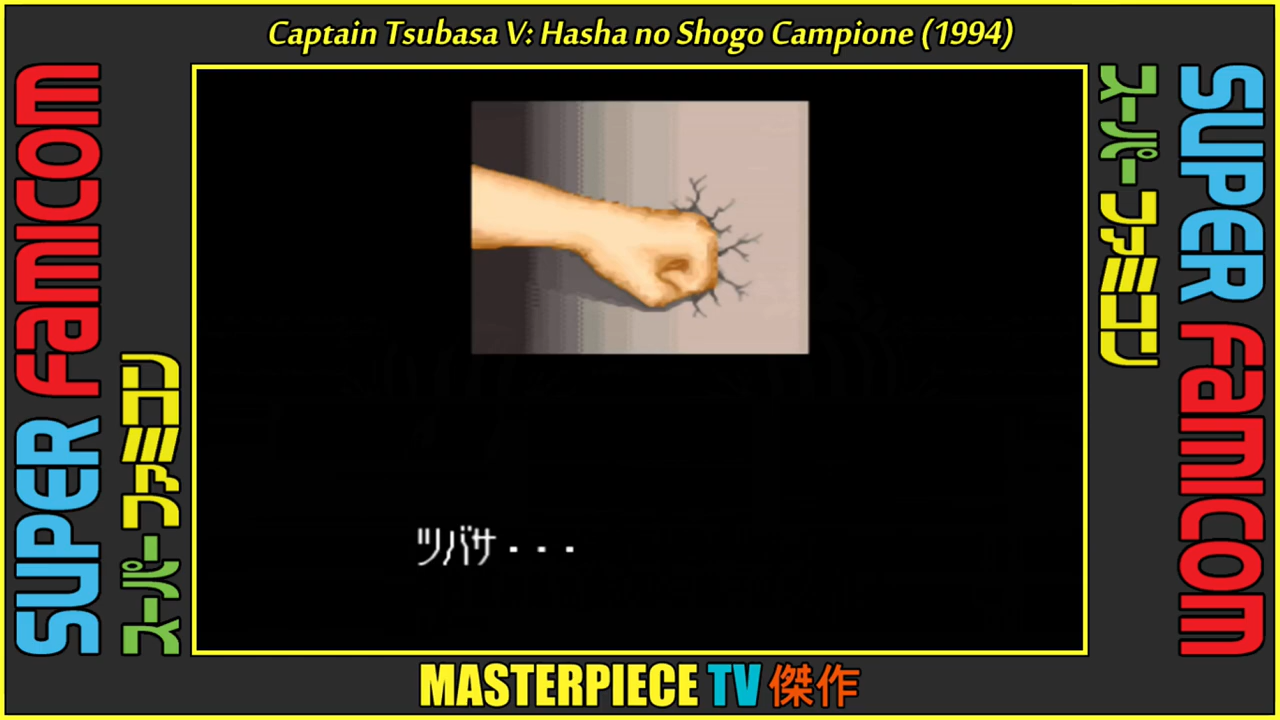 Captain Tsubasa V: Hasha no Shogo Campione (1994)
SUPER FAMICOM
スーパーファミコン
ツバサ・・・
スーパーファミコン
SUPER FAMICOM
MASTERPIECE TV 傑作